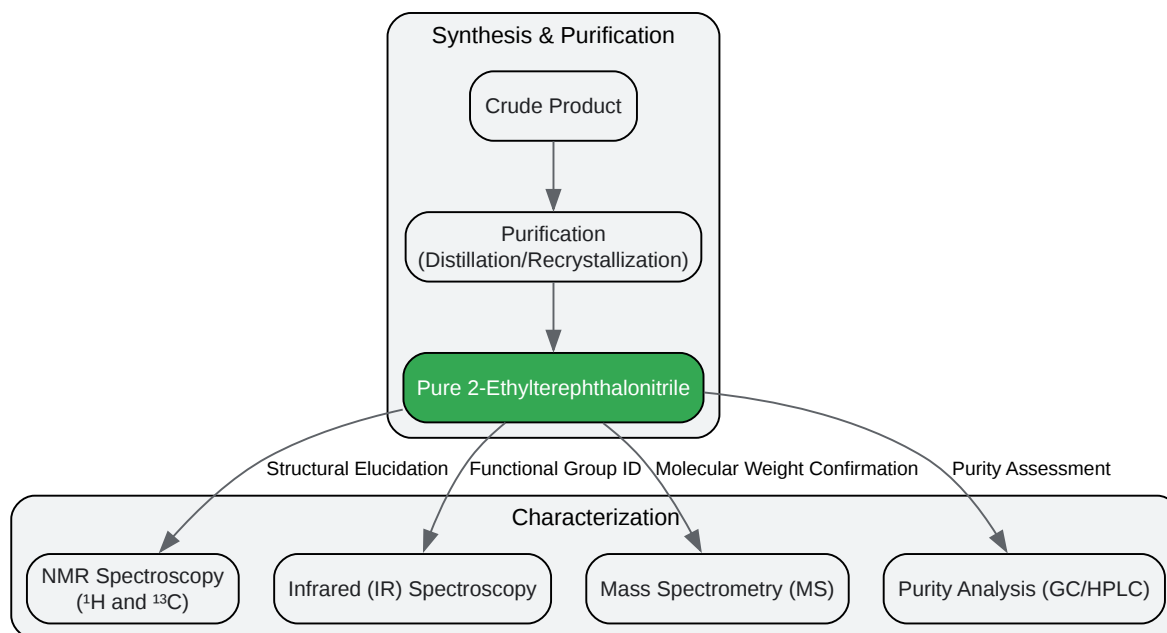 Synthesis & Purification
Crude Product
Purification
(Distillation/Recrystallization)
Pure 2-Ethylterephthalonitrile
Structural Elucidation
Functional Group ID
Molecular Weight Confirmation
Purity Assessment
Characterization
NMR Spectroscopy
(¹H and ¹³C)
Infrared (IR) Spectroscopy
Mass Spectrometry (MS)
Purity Analysis (GC/HPLC)